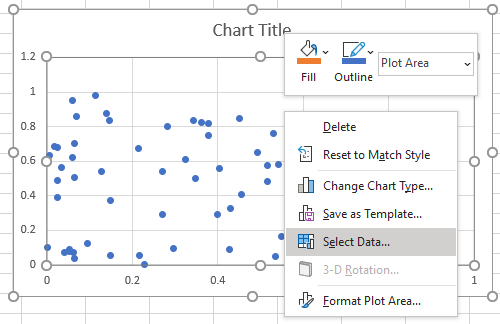 Chart Title
Fill
Outline
Plot Area
1.2
1
0.8
0.6
0.4
0.2
0
0
0.2
0.4
1
Delete
Reset to Match Style
Change Chart Type...
Save as Template...
Select Data...
3-D Rotation...
Format Plot Area...